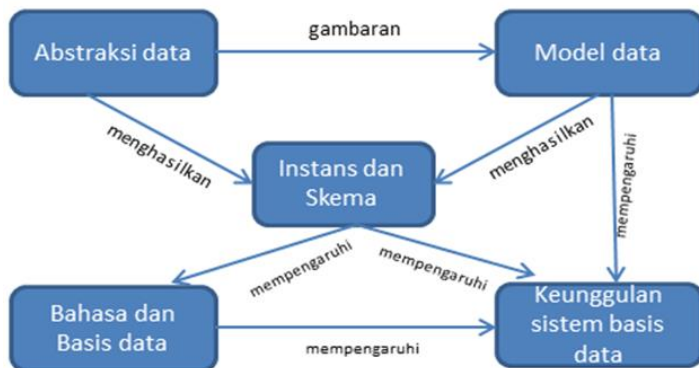 gambaran
Abstraksi data
Model data
menghasilkan
menghasilkan
mempengaruhi
Instans dan
Skema
mempengaruhi
mempengaruhi
Bahasa dan
Basis data
mempengaruhi
Keunggulan
sistem basis
data